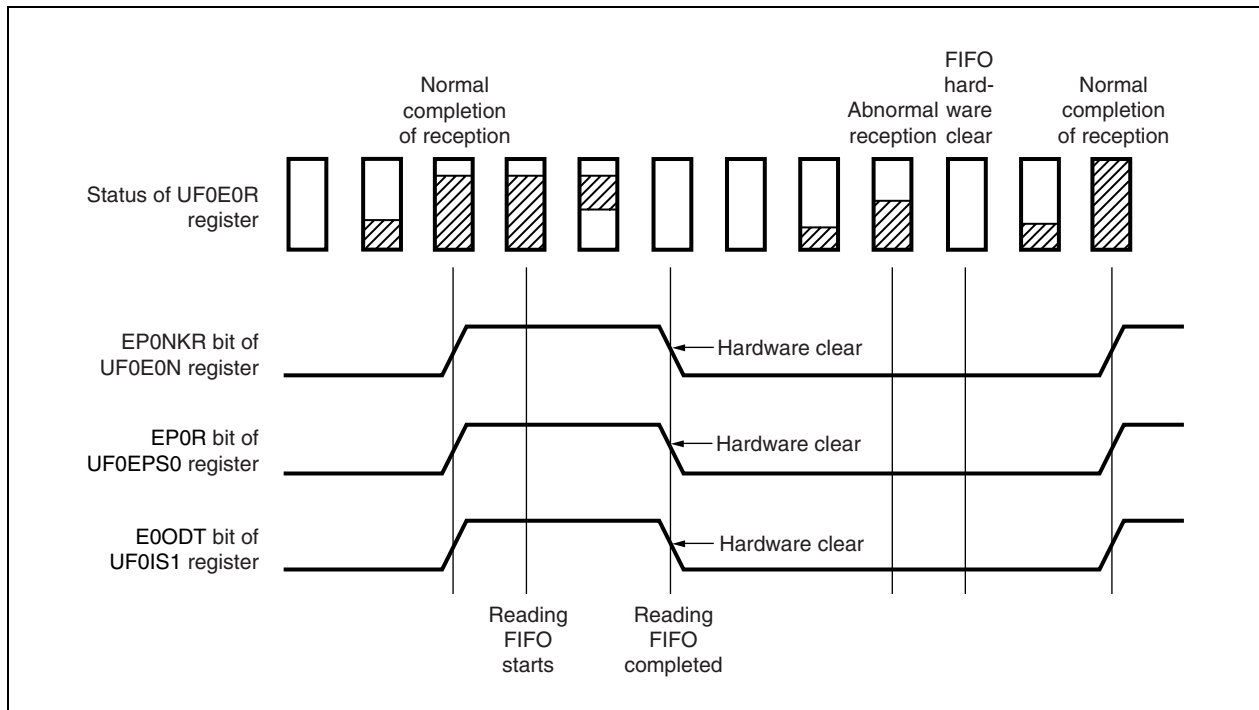 Normal
completion
of reception
Abnormal
reception
FIFO
hard-
ware
clear
Normal
completion
of reception
Status of UF0E0R
register
EP0NKR bit of
UF0E0N register
Hardware clear
EP0R bit of
UF0EPS0 register
Hardware clear
E0ODT bit of
UF0IS1 register
Hardware clear
Reading
FIFO
starts
Reading
FIFO
completed